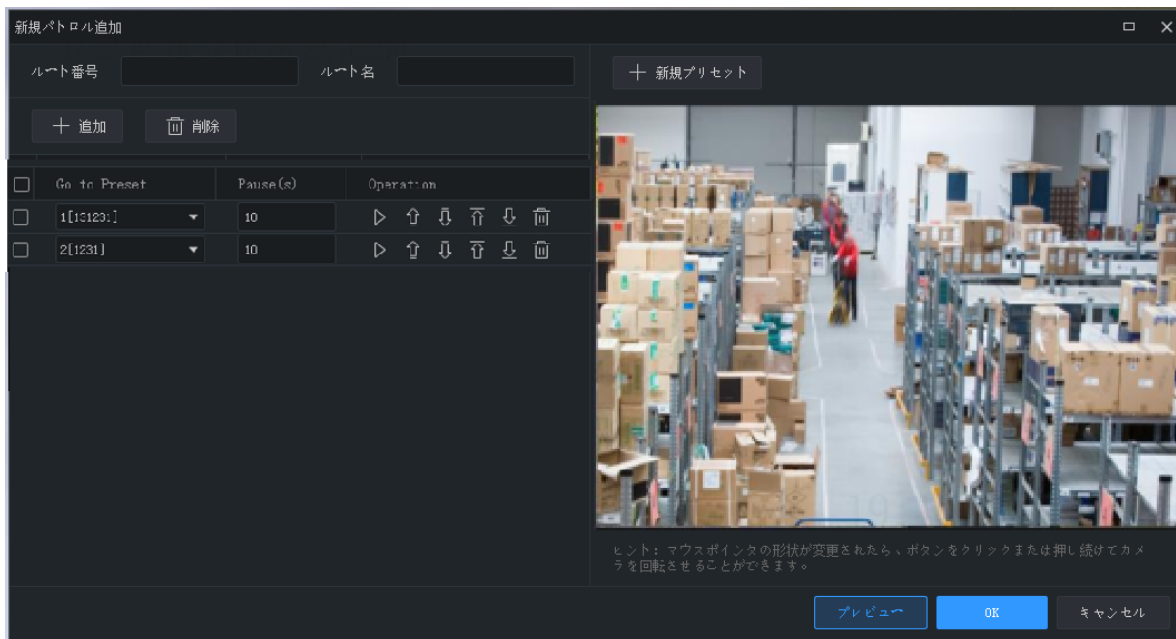 新規パトロル追加
ルート番号
ルート名
+ 新規プリセット
+ 追加
削除
Go to Preset
Pause(s)
Operation
1[131231]
10
2[1231]
10
ヒント: マウスポインタの形状が変更されたら、ボタンをクリックまたは押し続けてカメ
ラを回転させることができます。
プレビュー
OK
キャンセル